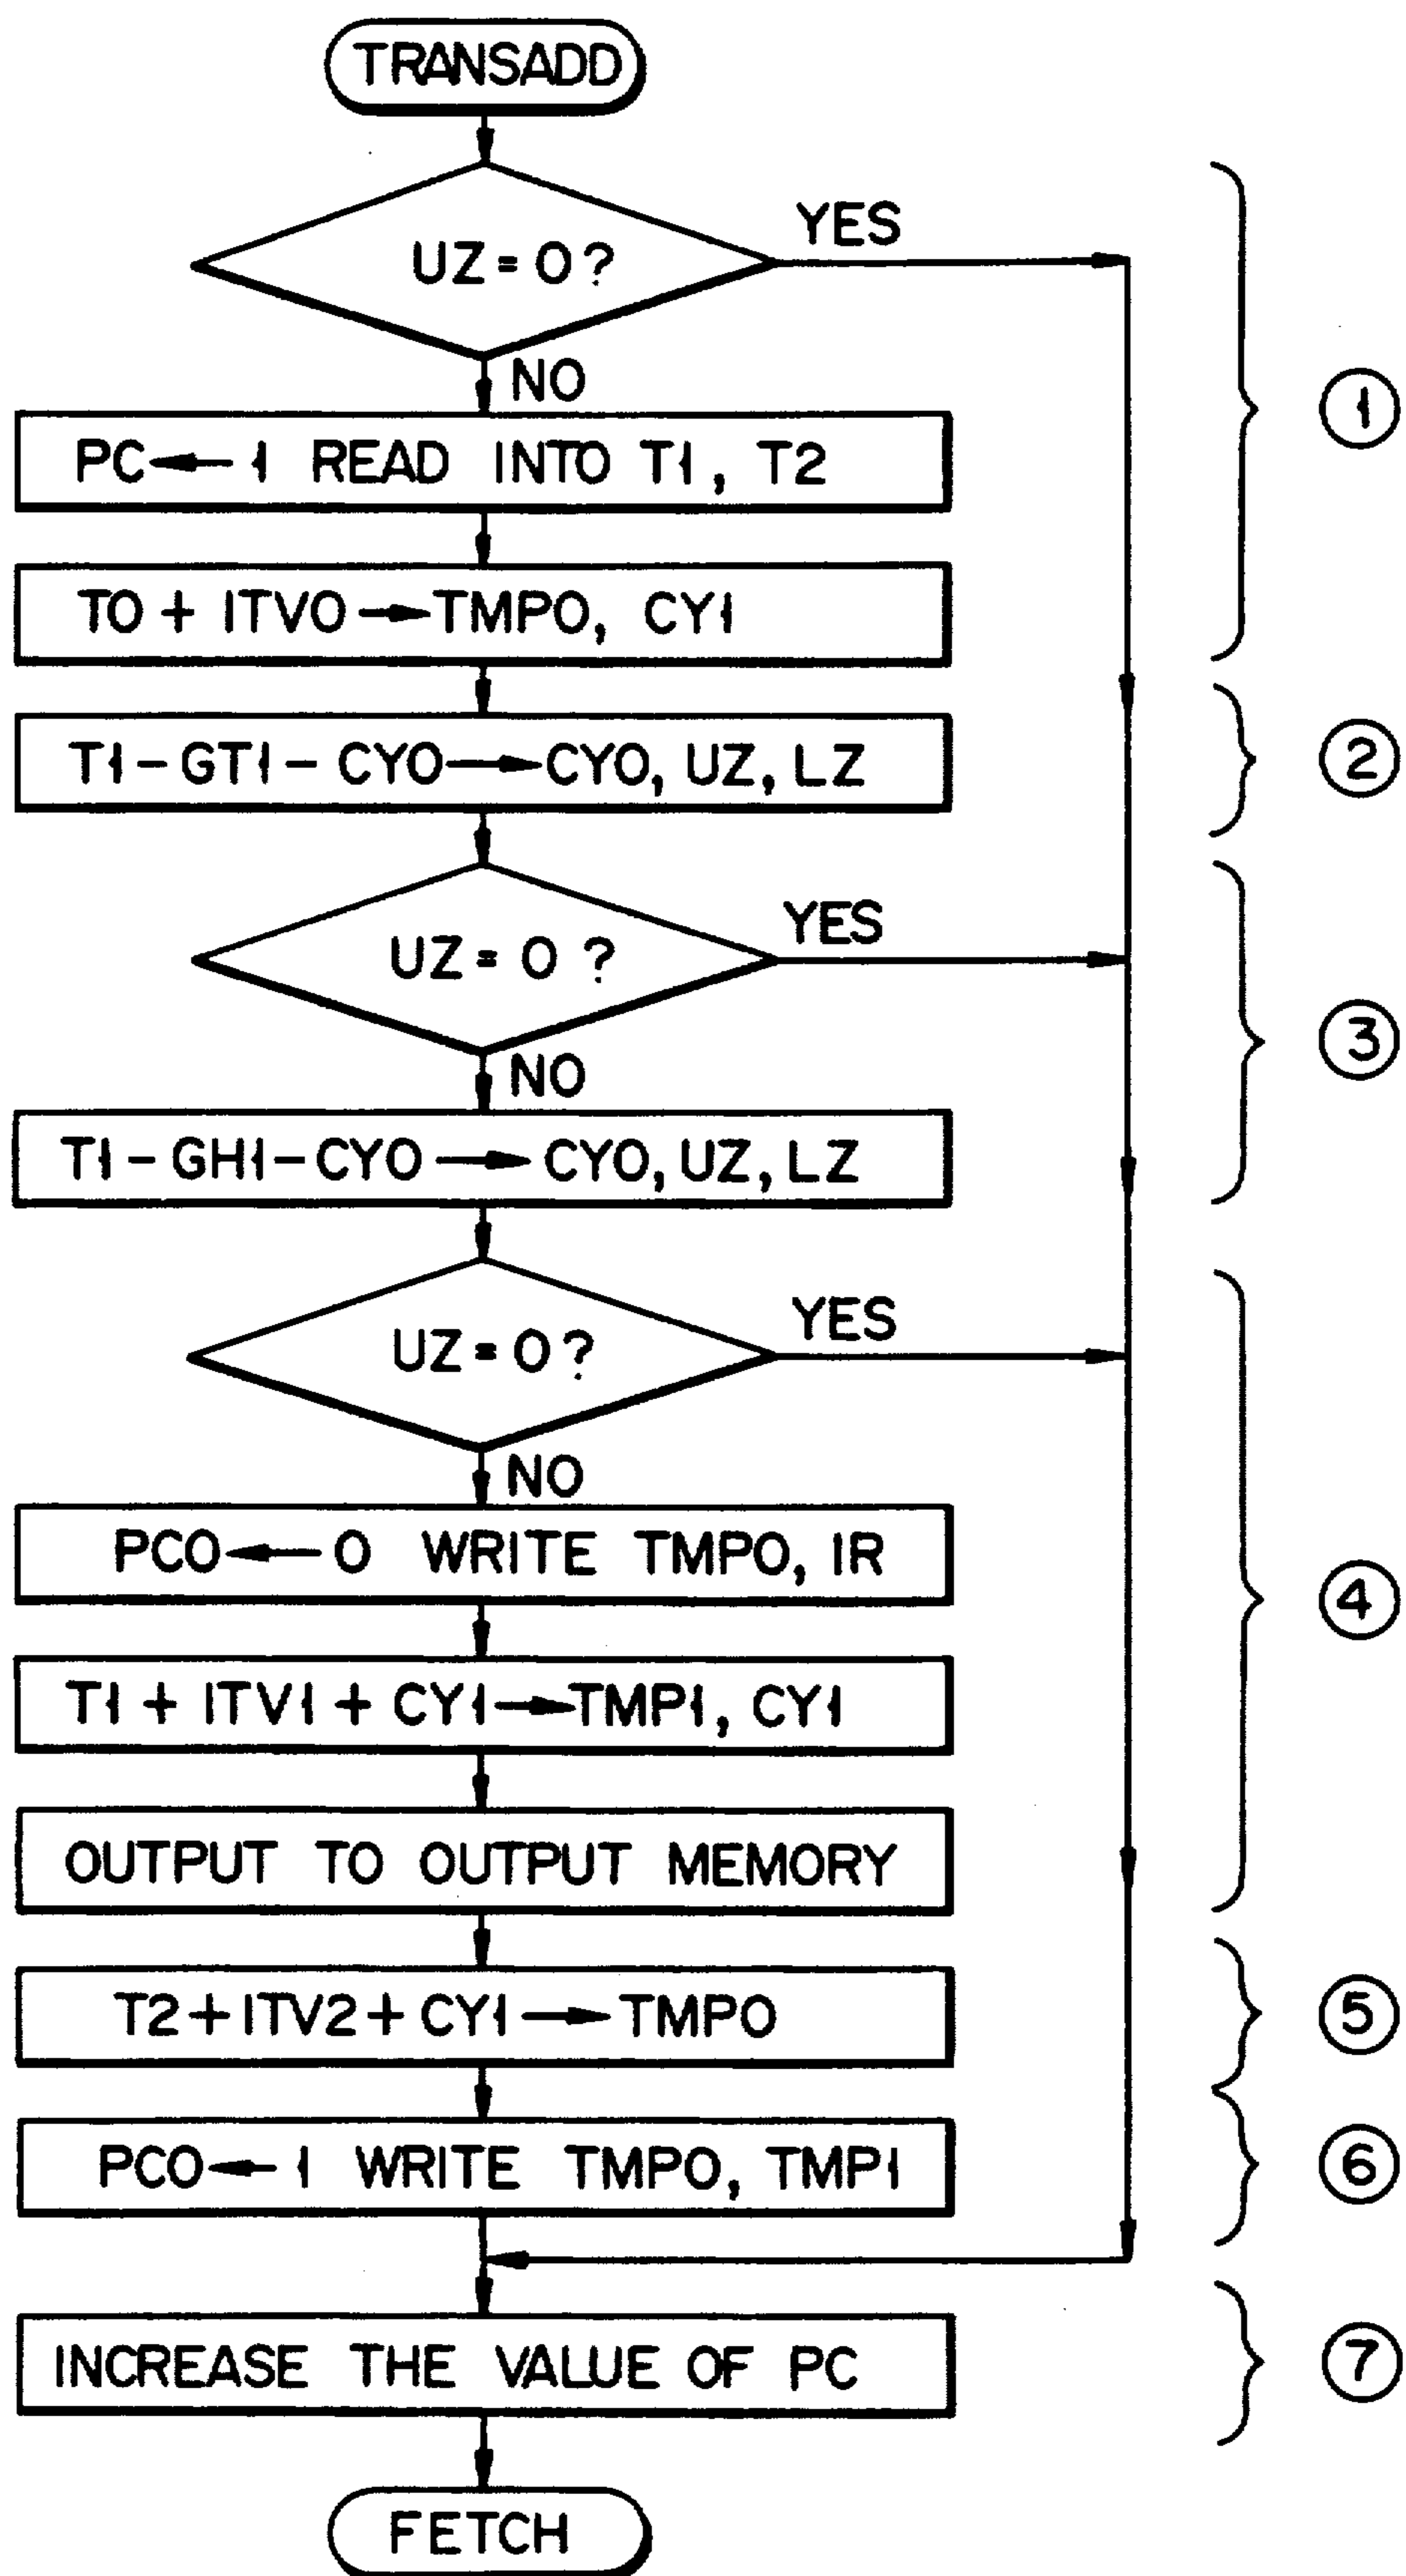 TRANSADD
UZ = 0 ?
YES
NO
PC ← 1 READ INTO T1, T2
T0 + ITV0 → TMP0, CY1
①
T1 – GT1 – CY0 → CY0, UZ, LZ
②
UZ = 0 ?
YES
NO
T1 – GH1 – CY0 → CY0, UZ, LZ
③
UZ = 0 ?
YES
NO
PC0 ← 0 WRITE TMP0, IR
T1 + ITV1 + CY1 → TMP1, CY1
OUTPUT TO OUTPUT MEMORY
④
T2 + ITV2 + CY1 → TMP0
⑤
PC0 ← 1 WRITE TMP0, TMP1
⑥
INCREASE THE VALUE OF PC
⑦
FETCH